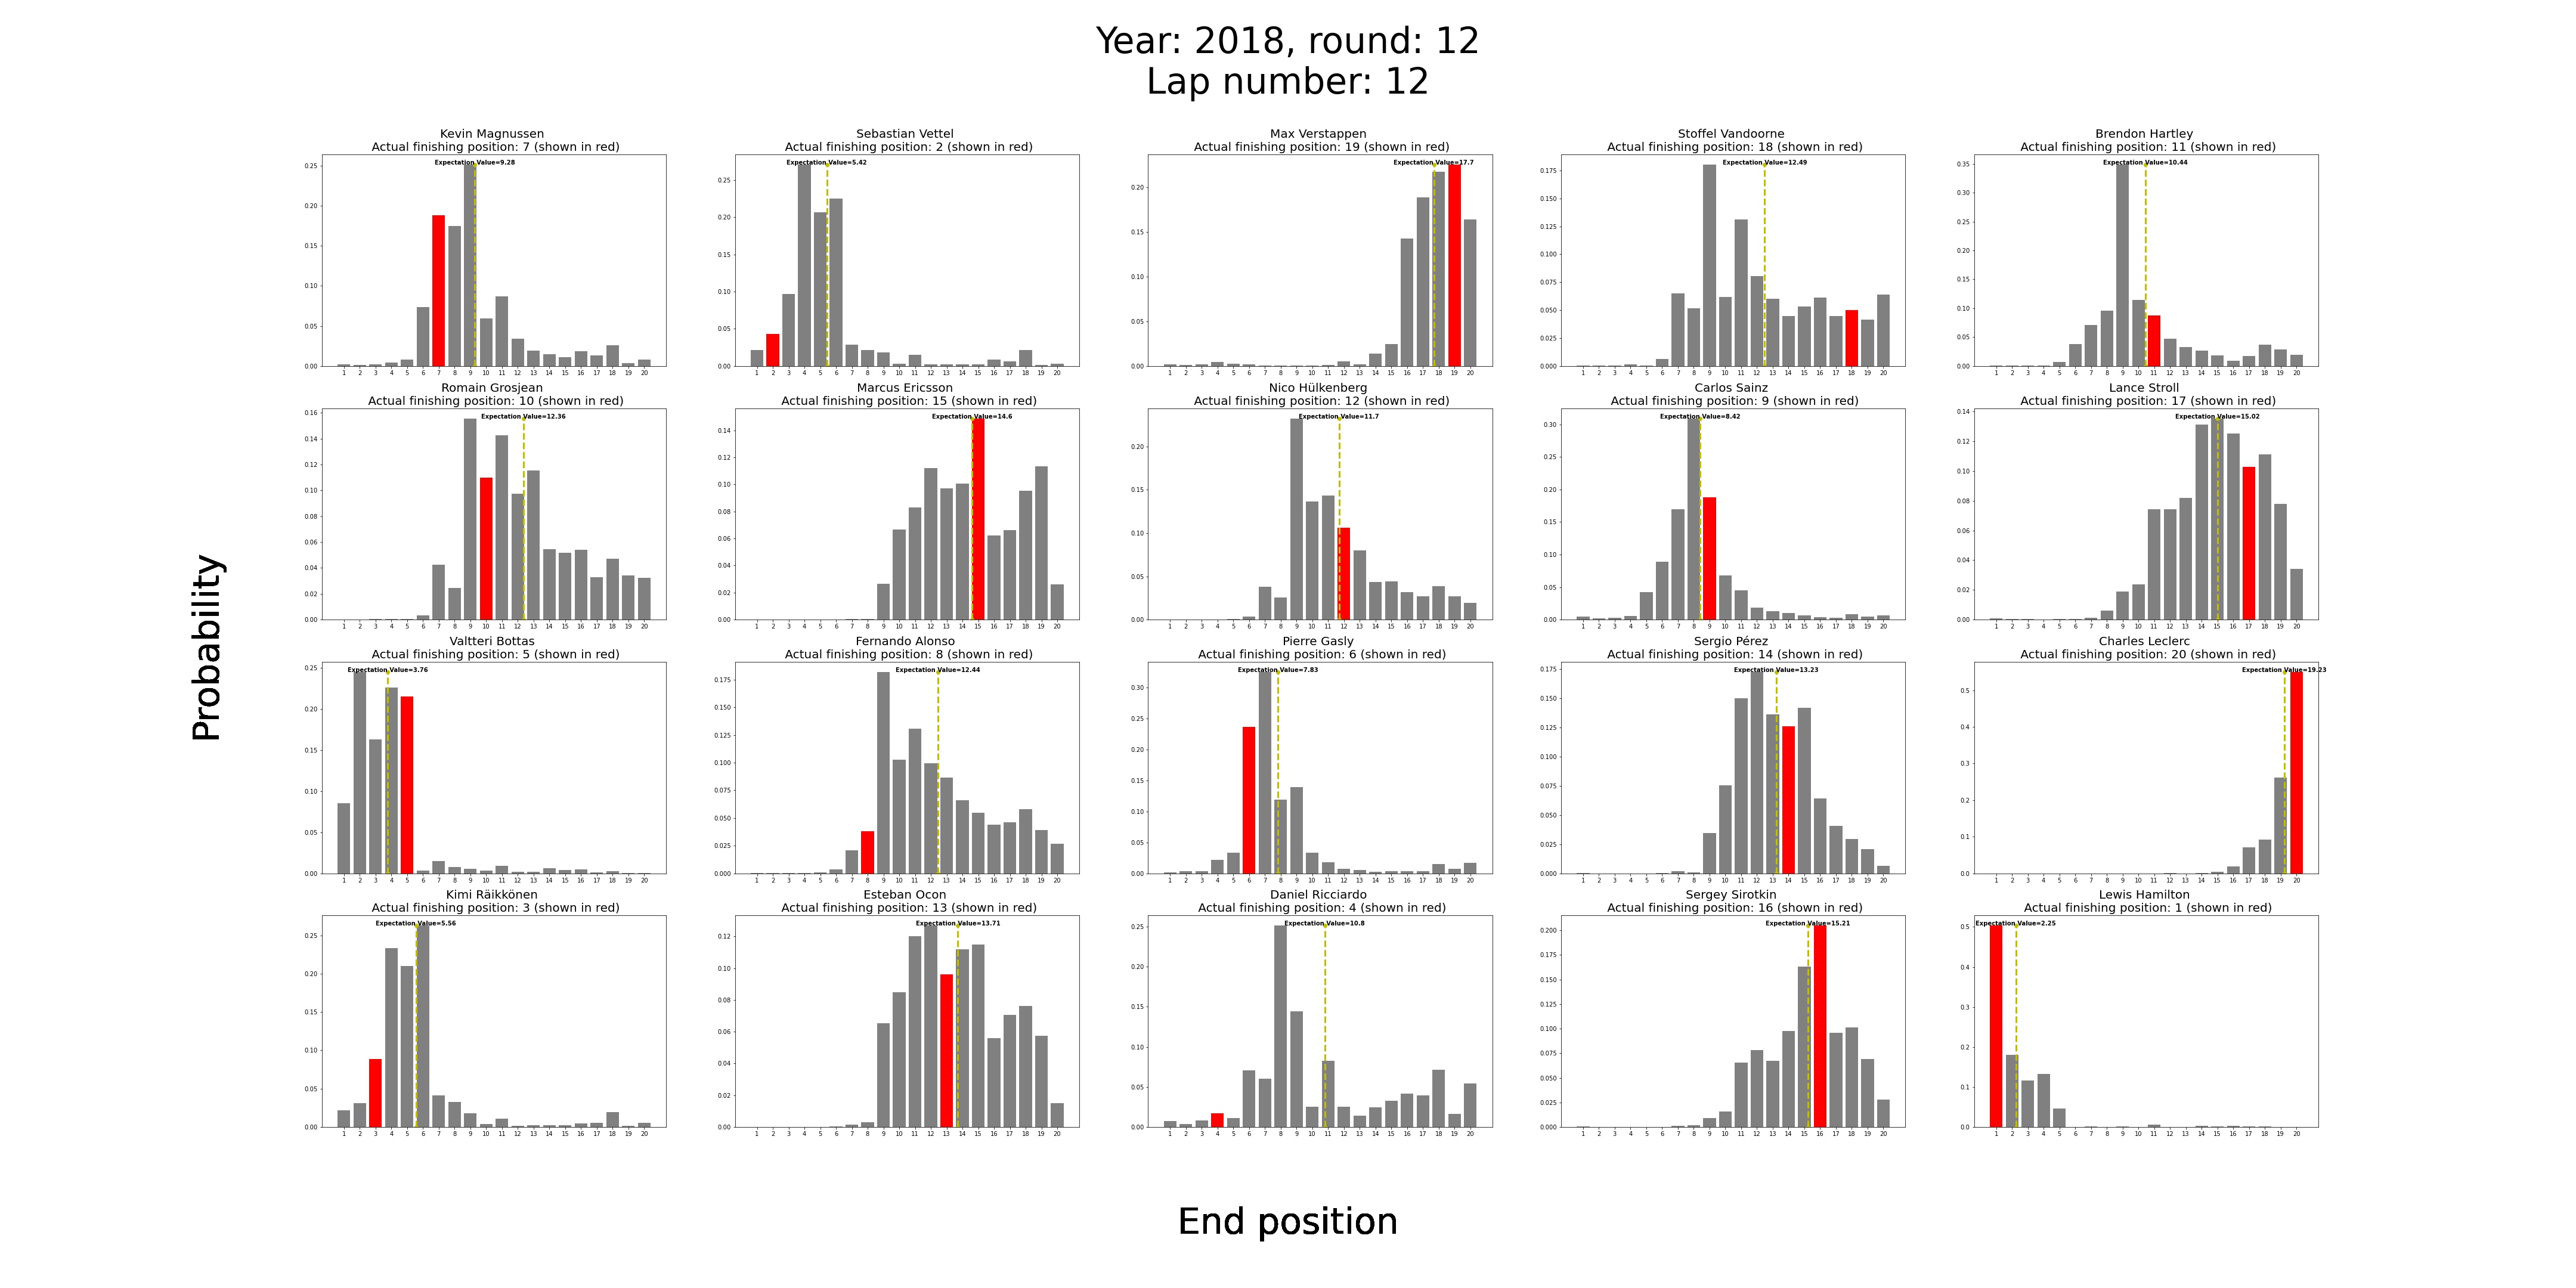 Year: 2018, round: 12
Lap number: 12
Kevin Magnussen
Actual finishing position: 7 (shown in red)
Expectation Value=9.28
Sebastian Vettel
Actual finishing position: 2 (shown in red)
Expectation Value=5.42
Max Verstappen
Actual finishing position: 19 (shown in red)
Expectation Value=17.7
Stoffel Vandoorne
Actual finishing position: 18 (shown in red)
Expectation Value=12.49
Brendon Hartley
Actual finishing position: 11 (shown in red)
Expectation Value=10.44
Romain Grosjean
Actual finishing position: 10 (shown in red)
Expectation Value=12.36
Marcus Ericsson
Actual finishing position: 15 (shown in red)
Expectation Value=14.6
Nico Hülkenberg
Actual finishing position: 12 (shown in red)
Expectation Value=11.7
Carlos Sainz
Actual finishing position: 9 (shown in red)
Expectation Value=8.42
Lance Stroll
Actual finishing position: 17 (shown in red)
Expectation Value=15.02
Valtteri Bottas
Actual finishing position: 5 (shown in red)
Expectation Value=3.76
Fernando Alonso
Actual finishing position: 8 (shown in red)
Expectation Value=12.44
Pierre Gasly
Actual finishing position: 6 (shown in red)
Expectation Value=7.83
Sergio Pérez
Actual finishing position: 14 (shown in red)
Expectation Value=13.23
Charles Leclerc
Actual finishing position: 20 (shown in red)
Expectation Value=19.23
Kimi Räikkönen
Actual finishing position: 3 (shown in red)
Expectation Value=5.56
Esteban Ocon
Actual finishing position: 13 (shown in red)
Expectation Value=13.71
Daniel Ricciardo
Actual finishing position: 4 (shown in red)
Expectation Value=10.8
Sergey Sirotkin
Actual finishing position: 16 (shown in red)
Expectation Value=15.21
Lewis Hamilton
Actual finishing position: 1 (shown in red)
Expectation Value=2.25
Probability
End position